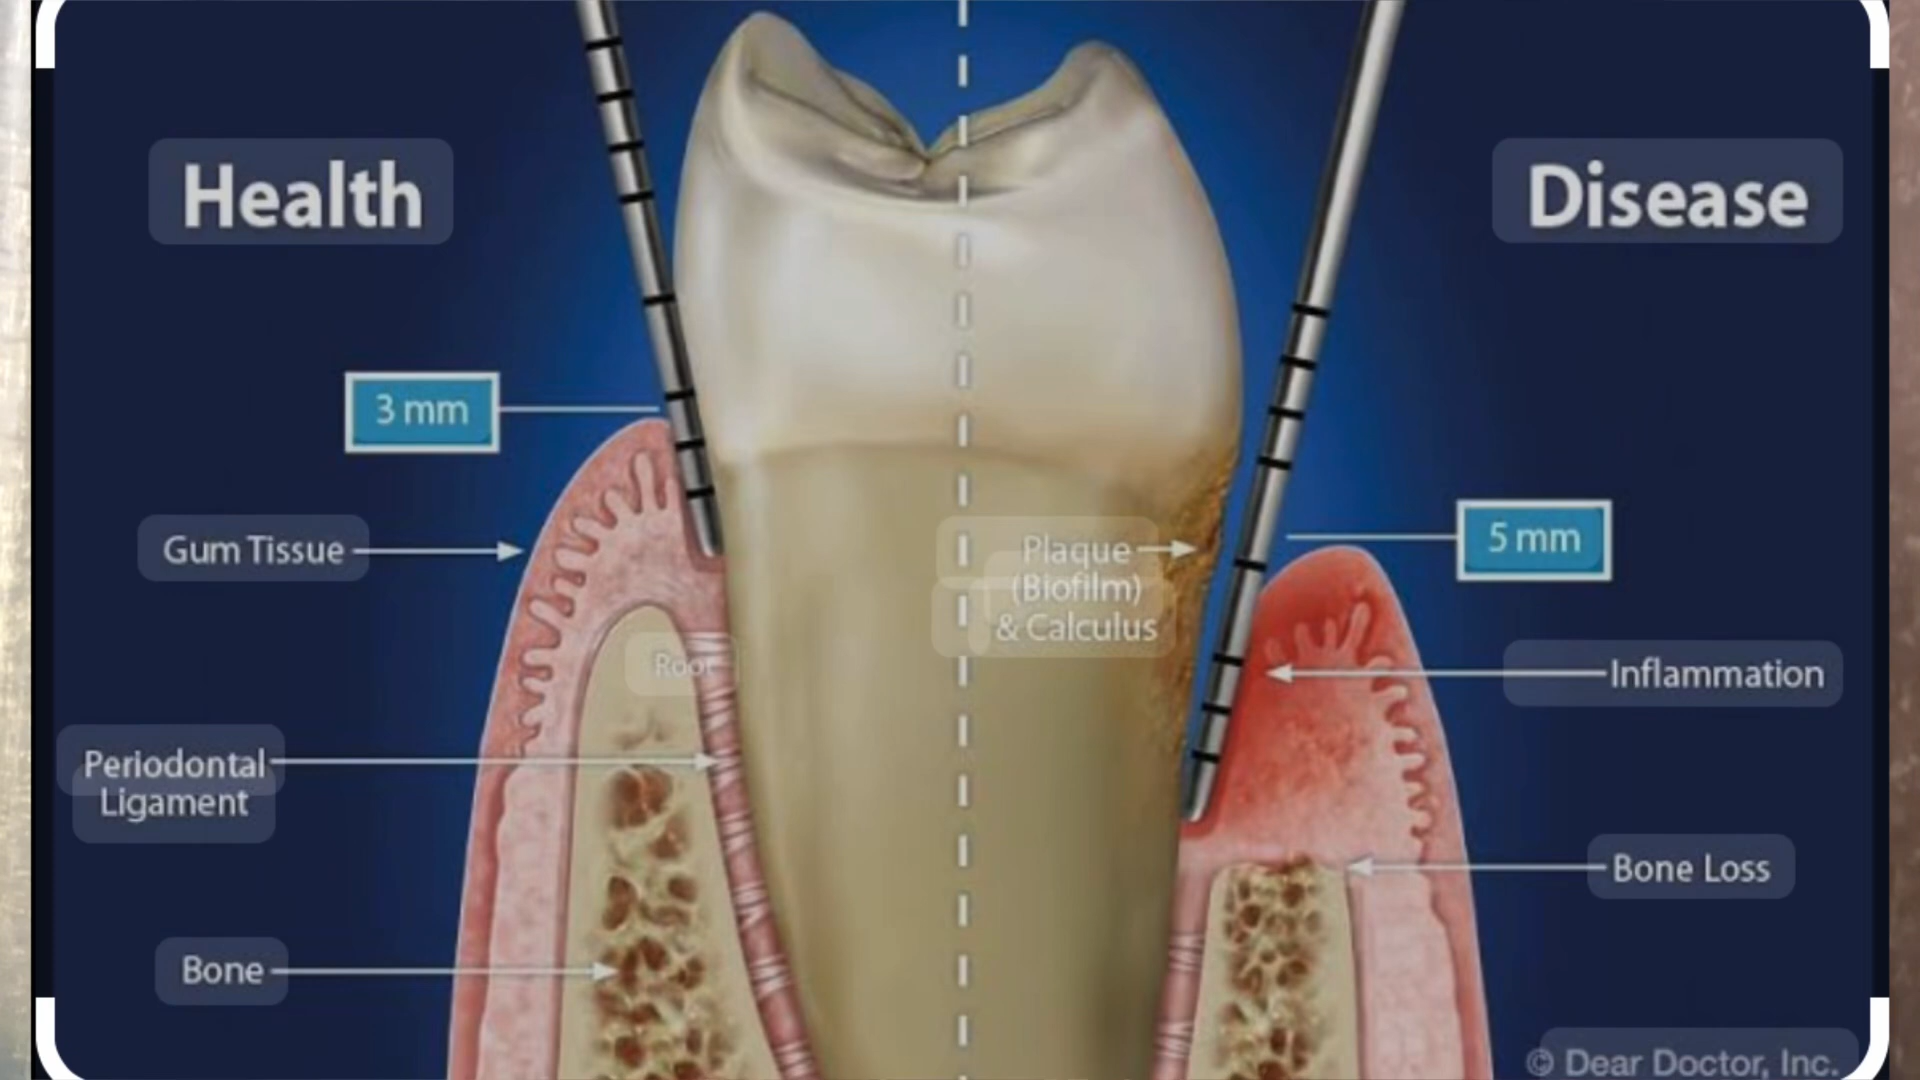 Health
Disease
3 mm
5 mm
Gum Tissue
Plaque
(Biofilm)
& Calculus
Root
Inflammation
Periodontal
Ligament
Bone Loss
Bone
© Dear Doctor, Inc.